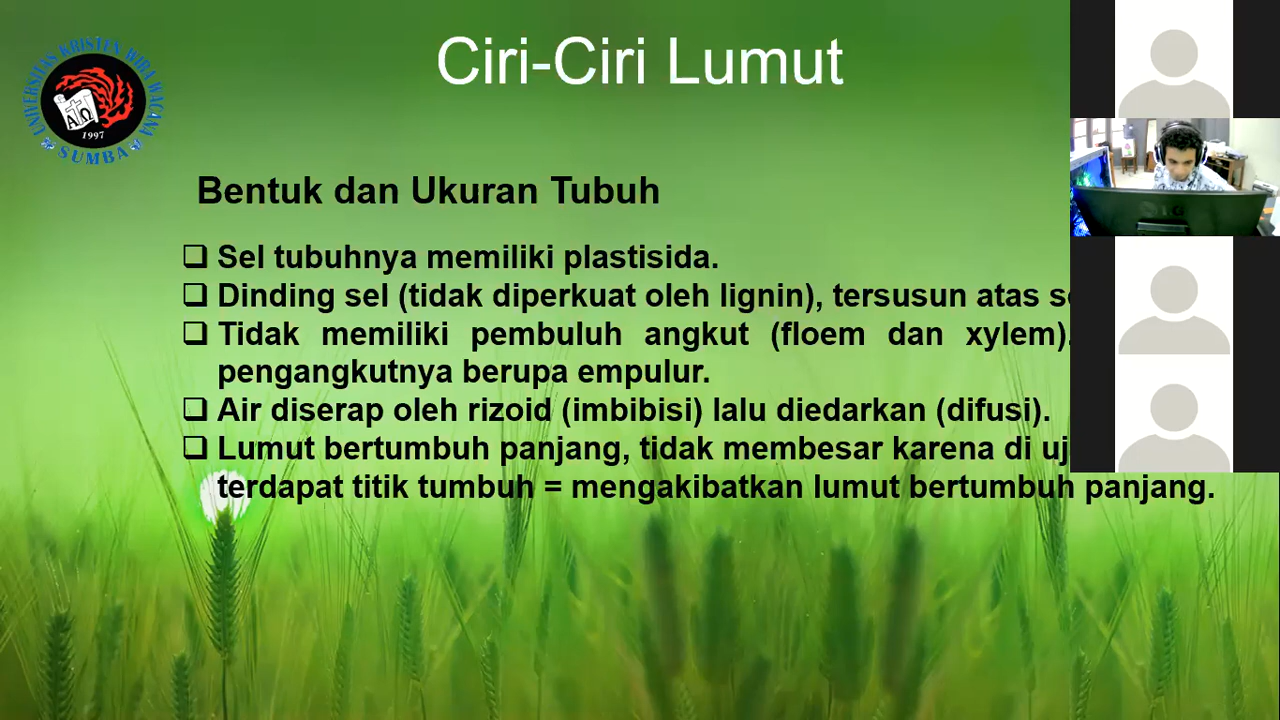 Ciri-Ciri Lumut
UNIVERSITAS KRISTEN WIRA WACANA
SUMBA
ΑΩ
1997
Bentuk dan Ukuran Tubuh
Sel tubuhnya memiliki plastisida.
Dinding sel (tidak diperkuat oleh lignin), tersusun atas
Tidak memiliki pembuluh angkut (floem dan xylem).
pengangkutnya berupa empulur.
Air diserap oleh rizoid (imbibisi) lalu diedarkan (difusi).
Lumut bertumbuh panjang, tidak membesar karena di
terdapat titik tumbuh = mengakibatkan lumut bertumbuh panjang.
LG